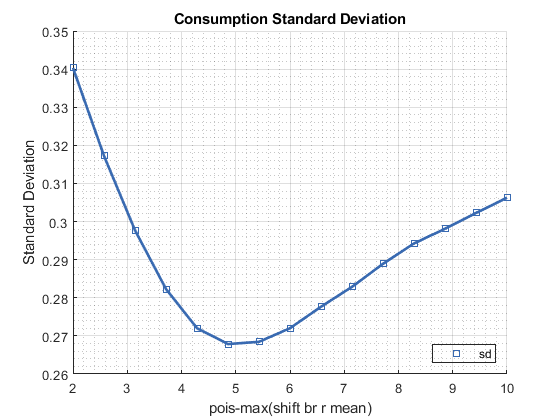 Consumption Standard Deviation
Standard Deviation
0.35
0.34
0.33
0.32
0.31
0.3
0.29
0.28
0.27
0.26
sd
2 3 4 5 6 7 8 9 10
pois-max(shift br r mean)